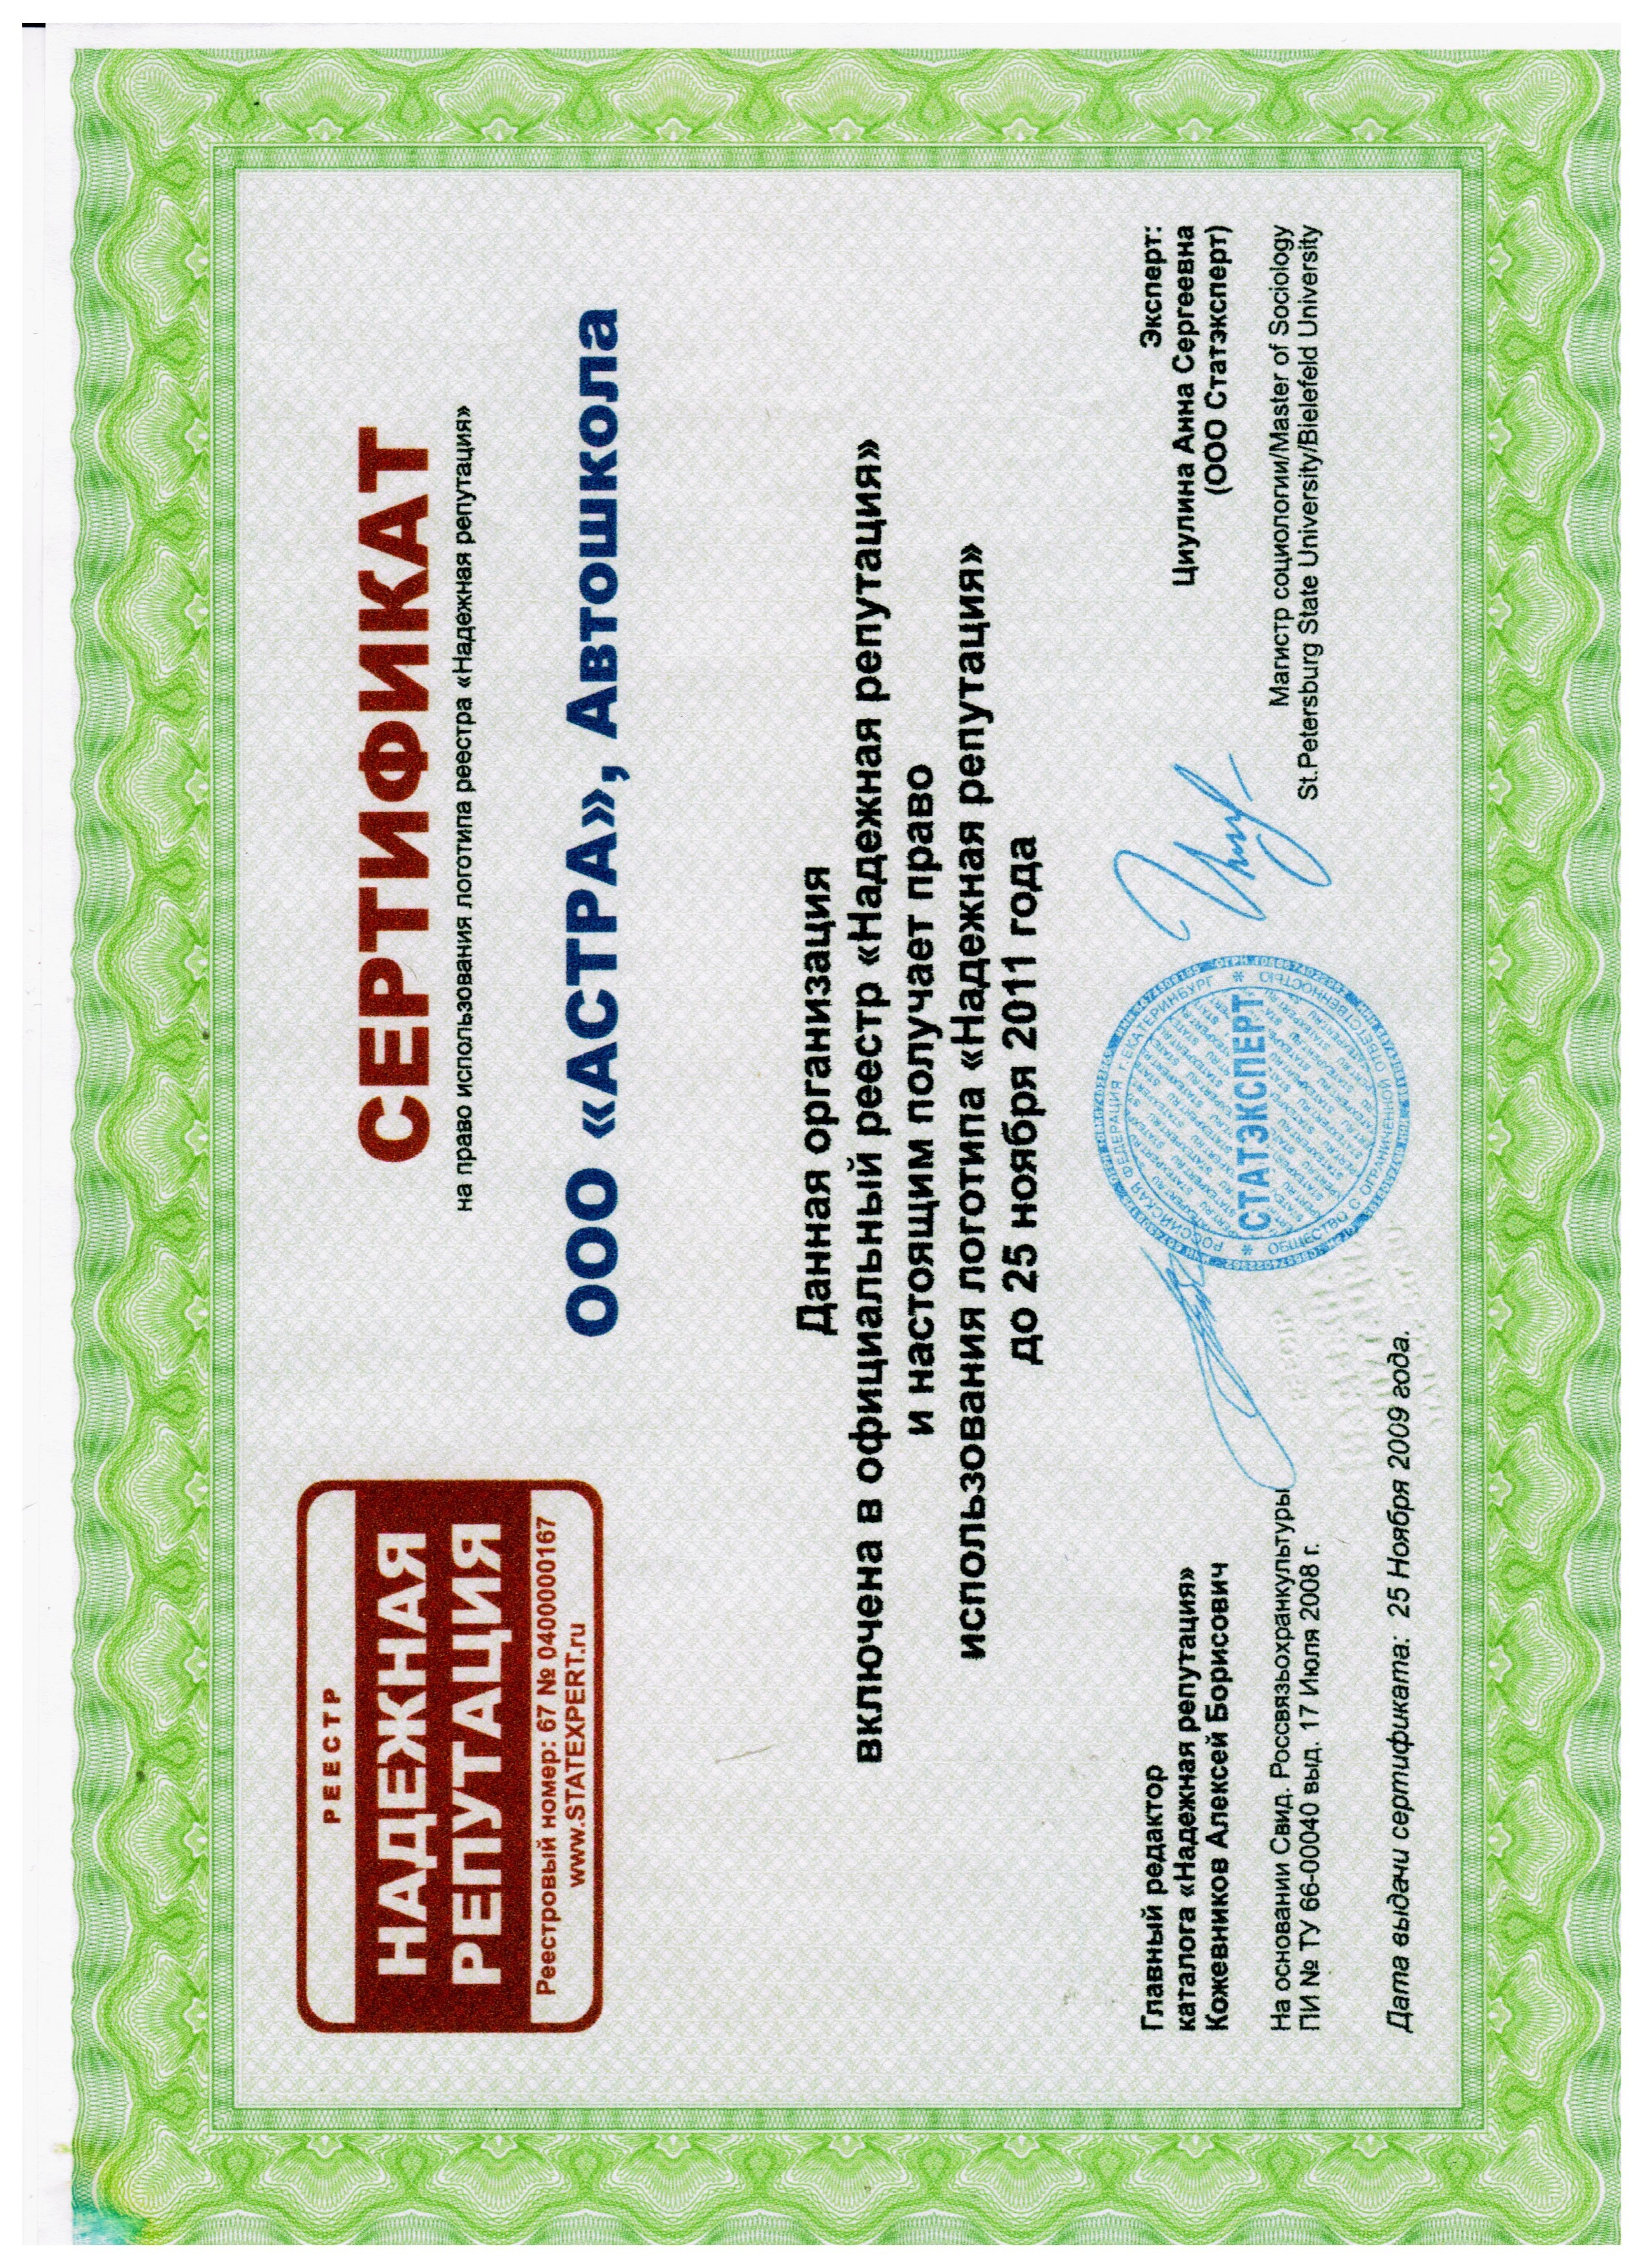 РЕЕСТР
НАДЕЖНАЯ
РЕПУТАЦИЯ
Реестровый номер: 67 № 0400000167
www.STATEXPERT.ru
СЕРТИФИКАТ
на право использования логотипа реестра «Надежная репутация»
ООО «АСТРА», Автошкола
Данная организация
включена в официальный реестр «Надежная репутация»
и настоящим получает право
использования логотипа «Надежная репутация»
до 25 ноября 2011 года
Главный редактор
каталога «Надежная репутация»
Кожевников Алексей Борисович
На основании Свид. Россвязьохранкультуры
ПИ № ТУ 66-00040 выд. 17 Июля 2008 г.
Дата выдачи сертификата: 25 Ноября 2009 года.
РОССИЙСКАЯ ФЕДЕРАЦИЯ г.ЕКАТЕРИНБУРГ
СТАТЭКСПЕРТ
ОБЩЕСТВО С ОГРАНИЧЕННОЙ ОТВЕТСТВЕННОСТЬЮ
Эксперт:
Циулина Анна Сергеевна
(ООО Статэксперт)
Магистр социологии/Master of Sociology
St.Petersburg State University/Bielefeld University